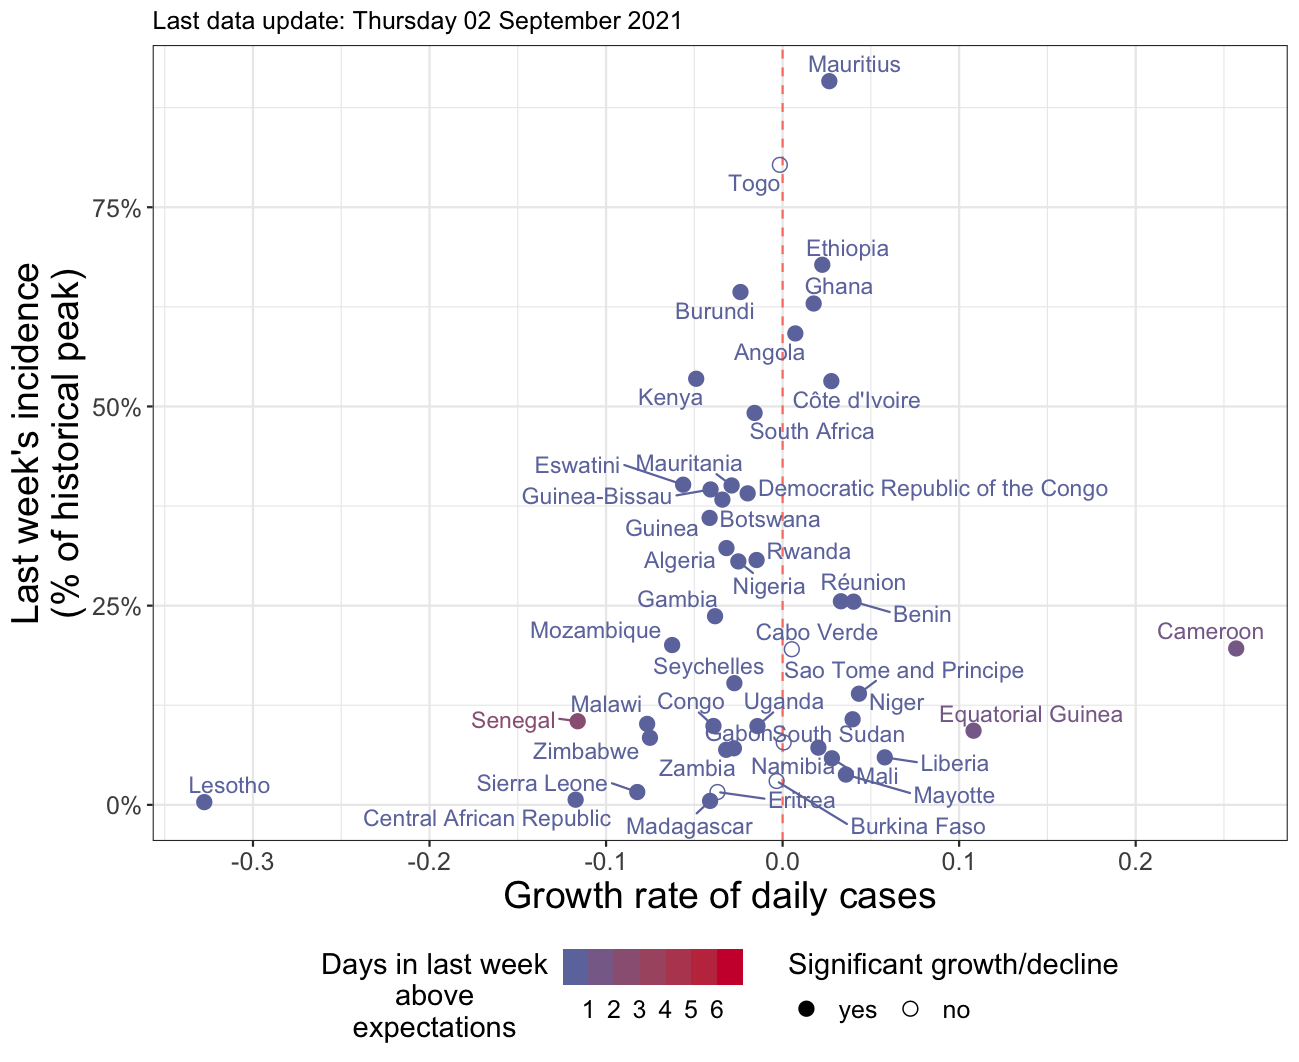 Last data update: Thursday 02 September 2021
Mauritius
Togo
75%
Ethiopia
Ghana
Burundi
Angola
Kenya
Côte d'Ivoire
50%
South Africa
Eswatini
Mauritania
Guinea-Bissau
Democratic Republic of the Congo
Guinea
Botswana
Algeria
Rwanda
Nigeria
Réunion
Gambia
25%
Benin
Mozambique
Cabo Verde
Cameroon
Seychelles
Sao Tome and Principe
Malawi
Congo
Uganda
Niger
Senegal
Equatorial Guinea
Gabon
South Sudan
Zimbabwe
Zambia
Namibia
Mali
Liberia
Lesotho
Sierra Leone
Mayotte
0%
Eritrea
Central African Republic
Madagascar
Burkina Faso
Last week's incidence
(% of historical peak)
-0.3 -0.2 -0.1 0.0 0.1 0.2
Growth rate of daily cases
Days in last week
above
expectations
1 2 3 4 5 6
Significant growth/decline
yes no